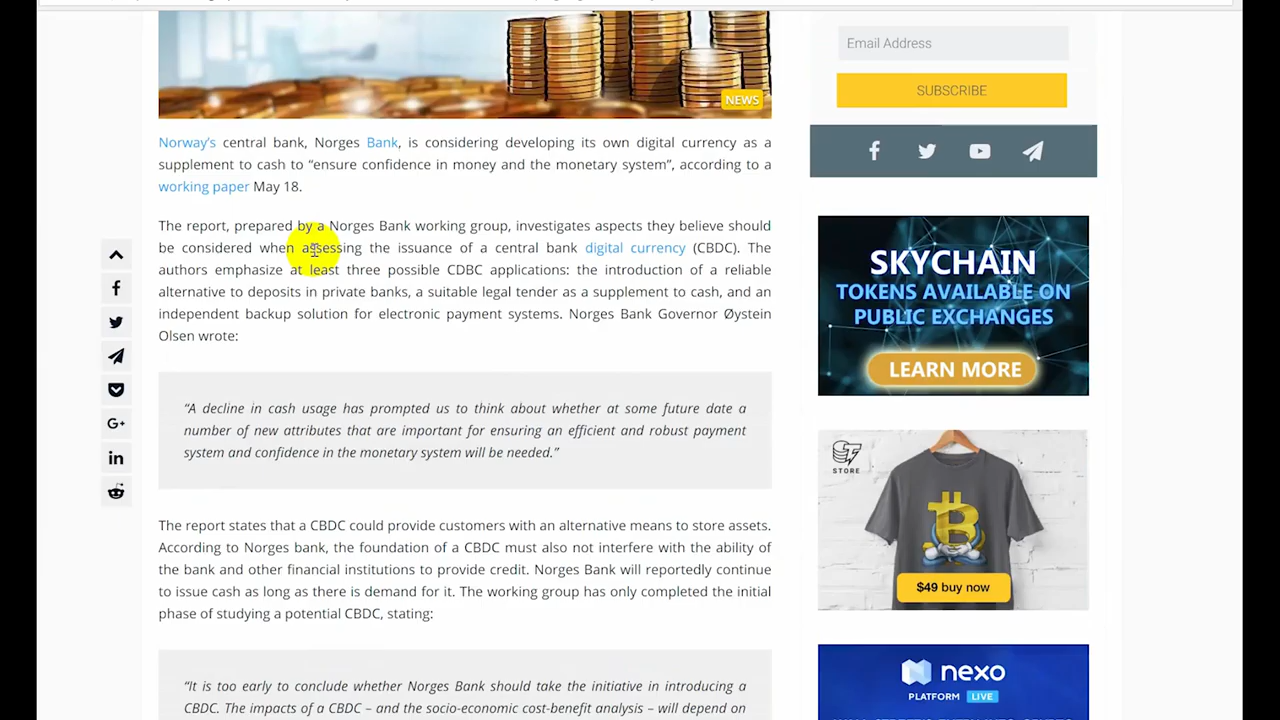 NEWS
Norway's central bank, Norges Bank, is considering developing its own digital currency as a
supplement to cash to “ensure confidence in money and the monetary system”, according to a
working paper May 18.
The report, prepared by a Norges Bank working group, investigates aspects they believe should
be considered when assessing the issuance of a central bank digital currency (CBDC). The
authors emphasize at least three possible CDBC applications: the introduction of a reliable
alternative to deposits in private banks, a suitable legal tender as a supplement to cash, and an
independent backup solution for electronic payment systems. Norges Bank Governor Øystein
Olsen wrote:
“A decline in cash usage has prompted us to think about whether at some future date a
number of new attributes that are important for ensuring an efficient and robust payment
system and confidence in the monetary system will be needed.”
The report states that a CBDC could provide customers with an alternative means to store assets.
According to Norges bank, the foundation of a CBDC must also not interfere with the ability of
the bank and other financial institutions to provide credit. Norges Bank will reportedly continue
to issue cash as long as there is demand for it. The working group has only completed the initial
phase of studying a potential CBDC, stating:
“It is too early to conclude whether Norges Bank should take the initiative in introducing a
CBDC. The impact of a CBDC – and the socio-economic cost-benefit analysis – will depend on
Email Address
SUBSCRIBE
SKYCHAIN
TOKENS AVAILABLE ON
PUBLIC EXCHANGES
LEARN MORE
STORE
$49 buy now
nexo
PLATFORM LIVE